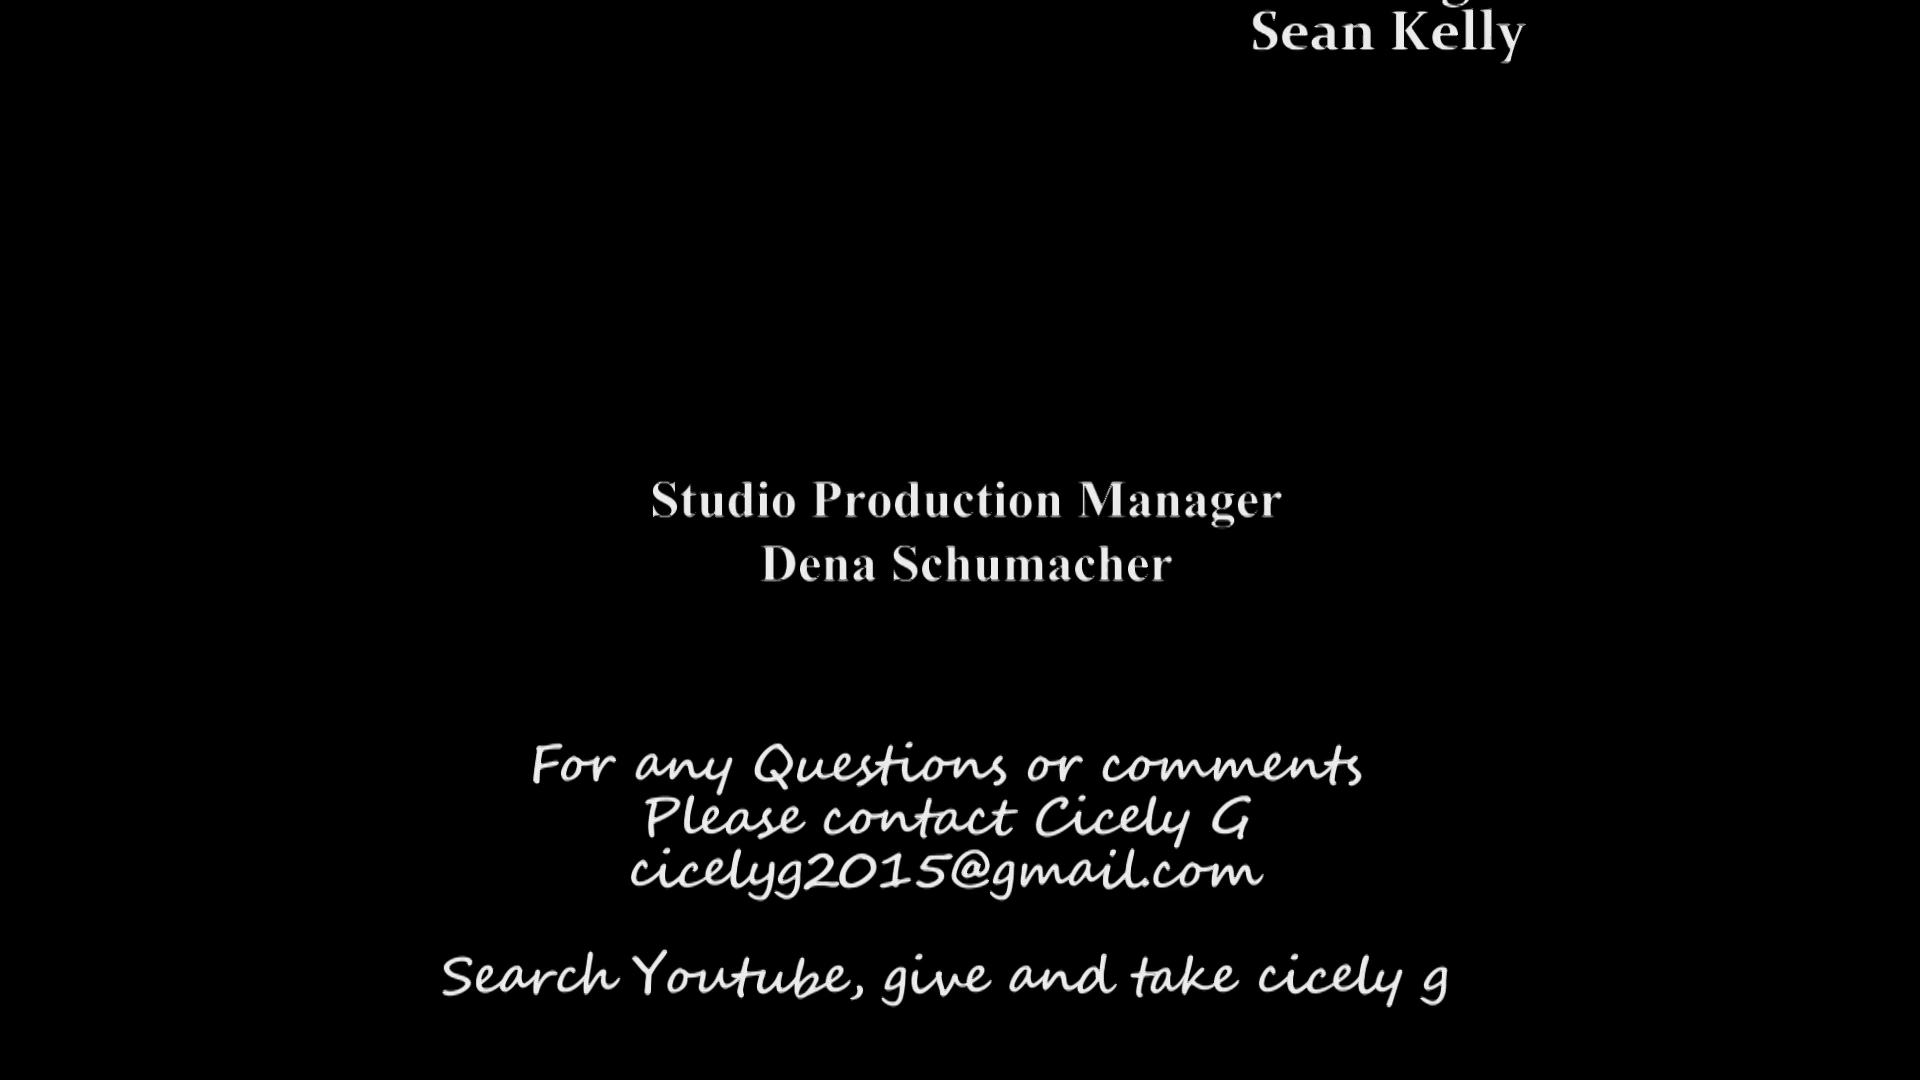 Sean Kelly
Studio Production Manager
Dena Schumacher
For any Questions or comments
Please contact Cicely G
cicelyg2015@gmail.com
Search Youtube, give and take cicely g